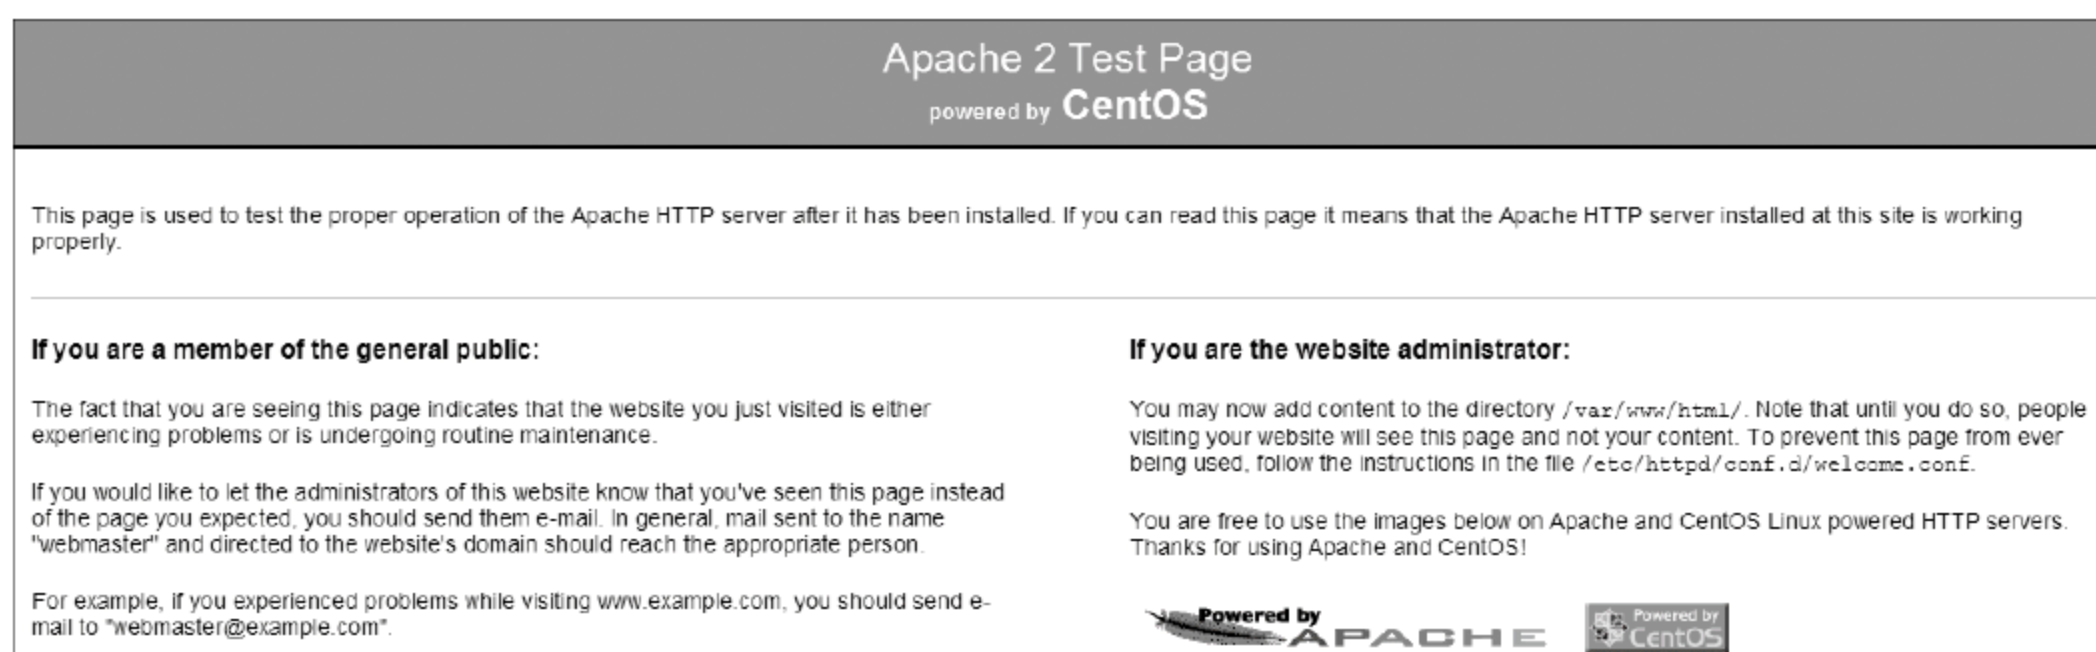 Apache 2 Test Page
powered by CentOS
This page is used to test the proper operation of the Apache HTTP server after it has been installed. If you can read this page it means that the Apache HTTP server installed at this site is working
properly.
If you are a member of the general public:
The fact that you are seeing this page indicates that the website you just visited is either
experiencing problems or is undergoing routine maintenance.
If you would like to let the administrators of this website know that you've seen this page instead
of the page you expected, you should send them e-mail. In general, mail sent to the name
"webmaster" and directed to the website's domain should reach the appropriate person.
For example, if you experienced problems while visiting www.example.com, you should send e-
mail to "webmaster@example.com".
If you are the website administrator:
You may now add content to the directory /var/www/html/. Note that until you do so, people
visiting your website will see this page and not your content. To prevent this page from ever
being used, follow the instructions in the file /etc/httpd/conf.d/welcome.conf.
You are free to use the images below on Apache and CentOS Linux powered HTTP servers.
Thanks for using Apache and CentOS!
Powered by
APACHE
Powered by
CentOS